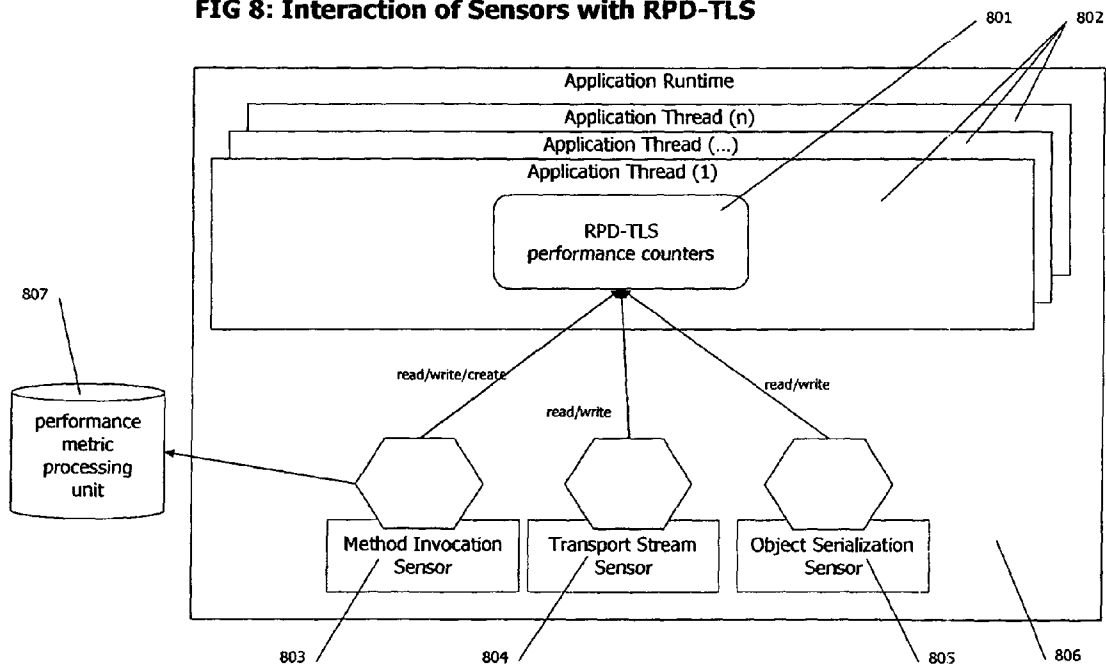 FIG 8: Interaction of Sensors with RPD-TLS
801
802
Application Runtime
Application Thread (n)
Application Thread (...)
Application Thread (1)
RPD-TLS
performance counters
807
read/write/create
read/write
read/write
performance
metric
processing
unit
Method Invocation
Sensor
Transport Stream
Sensor
Object Serialization
Sensor
803
804
805
806